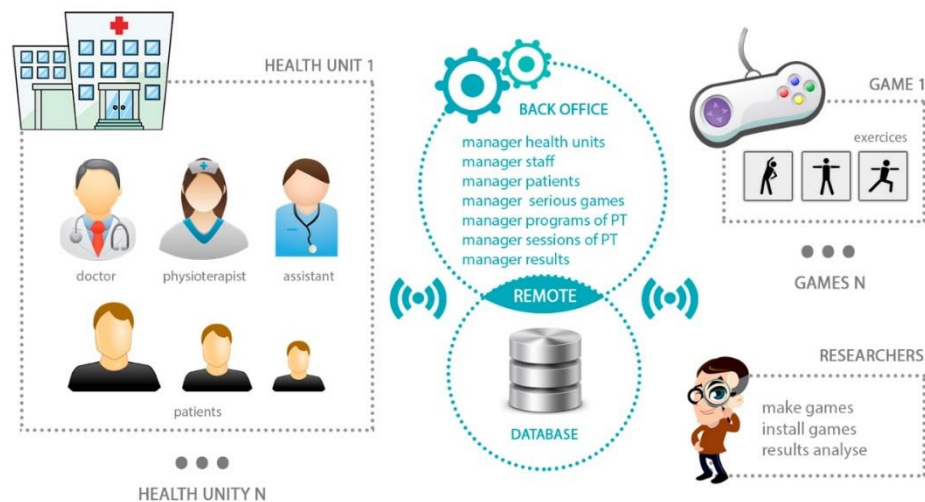 HEALTH UNIT 1
doctor
physioterapist
assistant
patients
HEALTH UNITY N
BACK OFFICE
manager health units
manager staff
manager patients
manager serious games
manager programs of PT
manager sessions of PT
manager results
REMOTE
DATABASE
GAME 1
exercices
GAMES N
RESEARCHERS
make games
install games
results analyse